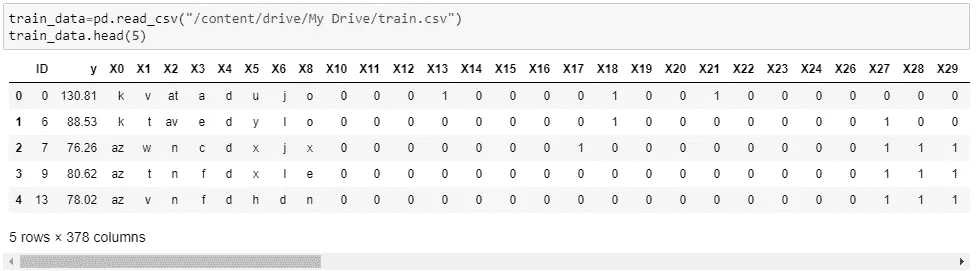 train_data=pd.read_csv("/content/drive/My Drive/train.csv")
train_data.head(5)
ID y X0 X1 X2 X3 X4 X5 X6 X8 X10 X11 X12 X13 X14 X15 X16 X17 X18 X19 X20 X21 X22 X23 X24 X26 X27 X28 X29
0 0 130.81 k v at a d u j o 0 0 0 1 0 0 0 0 1 0 0 1 0 0 0 0 0 0 0
1 6 88.53 k t av e d y l o 0 0 0 0 0 0 0 0 1 0 0 0 0 0 0 0 1 0 0
2 7 76.26 az w n c d x j x 0 0 0 0 0 0 0 1 0 0 0 0 0 0 0 0 1 1 1
3 9 80.62 az t n f d x l e 0 0 0 0 0 0 0 0 0 0 0 0 0 0 0 0 1 1 1
4 13 78.02 az v n f d h d n 0 0 0 0 0 0 0 0 0 0 0 0 0 0 0 0 1 1 1
5 rows × 378 columns